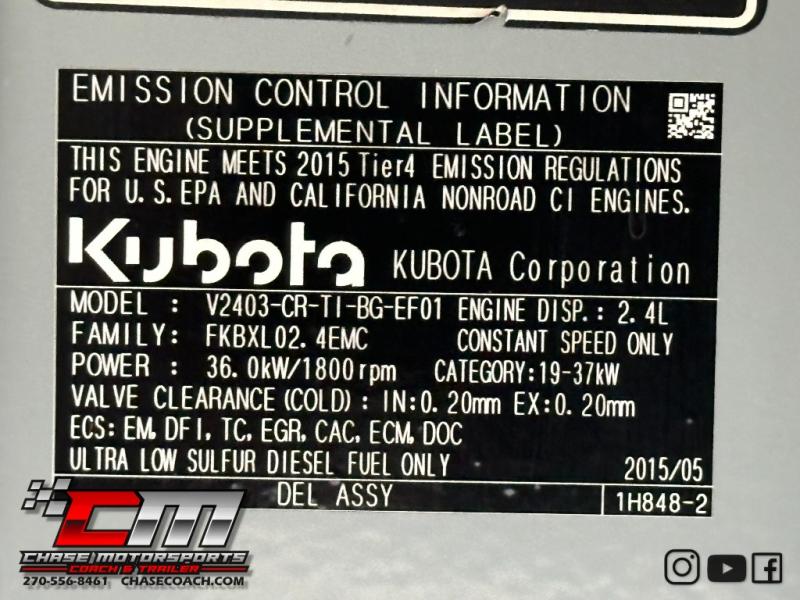 EMISSION CONTROL INFORMATION
(SUPPLEMENTAL LABEL)
THIS ENGINE MEETS 2015 Tier4 EMISSION REGULATIONS
FOR U.S.EPA AND CALIFORNIA NONROAD CI ENGINES.
Kubota KUBOTA Corporation
MODEL : V2403-CR-TI-BG-EF01 ENGINE DISP.: 2.4L
FAMILY: FKBXL02.4EMC CONSTANT SPEED ONLY
POWER : 36.0kW/1800rpm CATEGORY:19-37kW
VALVE CLEARANCE(COLD): IN:0.20mm EX:0.20mm
ECS: EM, DFI, TC, EGR, CAC, ECM, DOC
ULTRA LOW SULFUR DIESEL FUEL ONLY 2015/05
DEL ASSY 1H848-2
CM
CHASE MOTORSPORTS
COACH & TRAILER
270-556-8461 CHASECOACH.COM